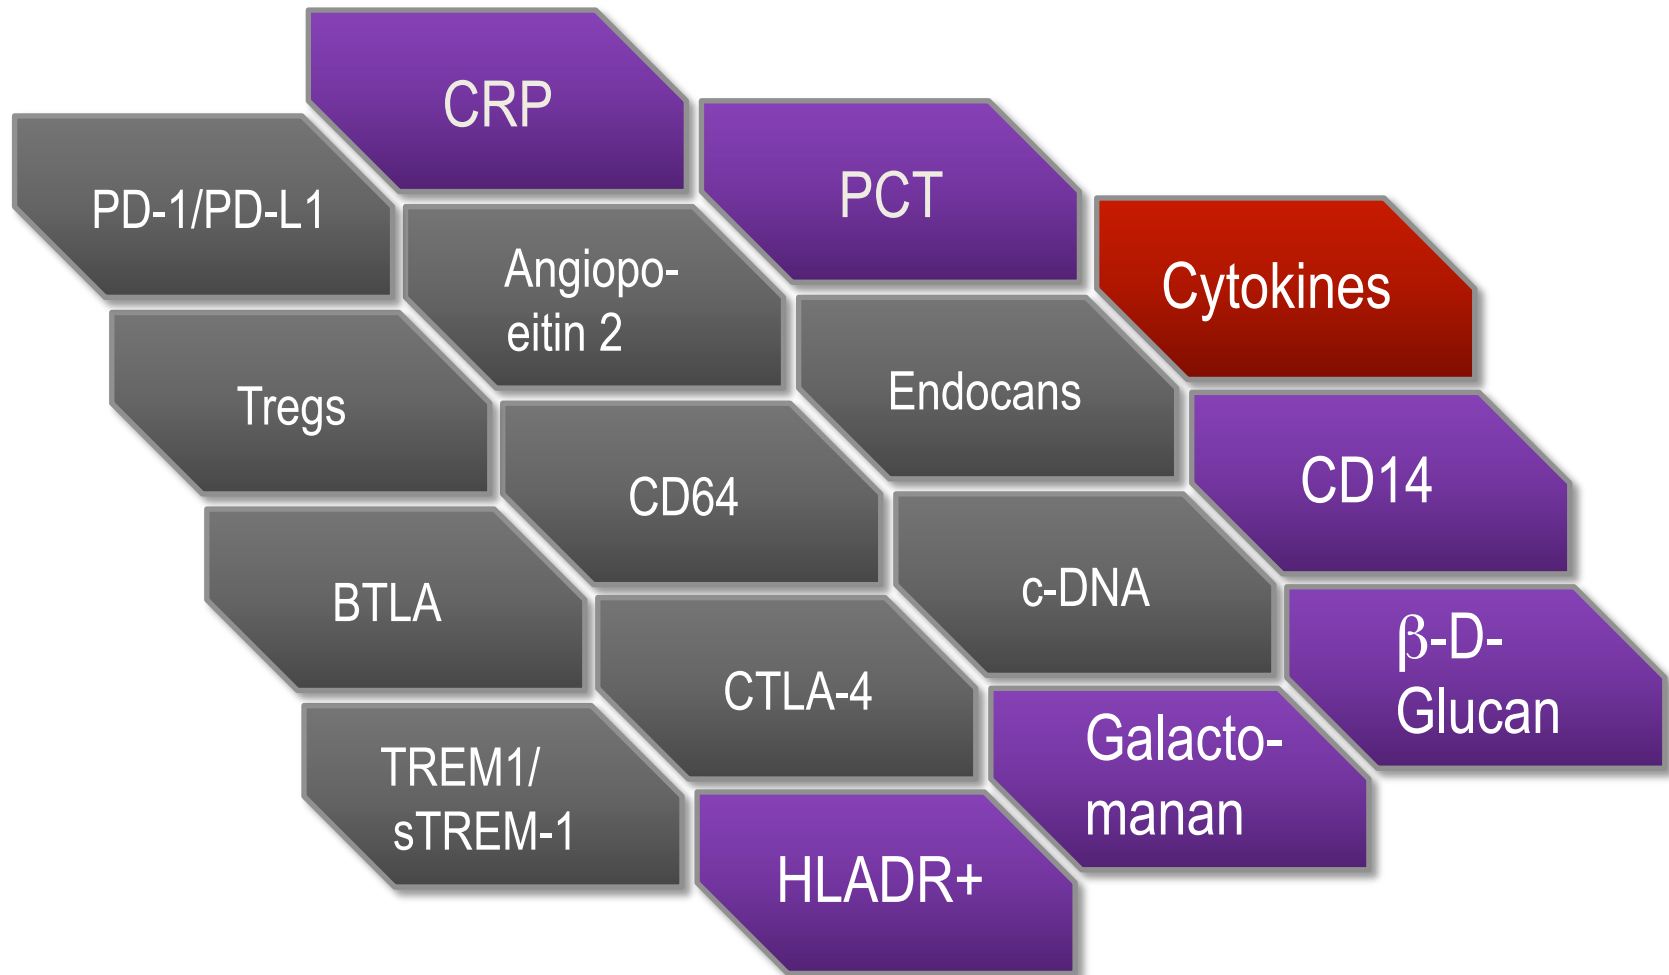 CRP
PD-1/PD-L1
PCT
Angiopo-
eitin 2
Cytokines
Tregs
Endocans
CD64
CD14
BTLA
c-DNA
CTLA-4
β-D-
Glucan
TREM1/
sTREM-1
Galacto-
manan
HLADR+